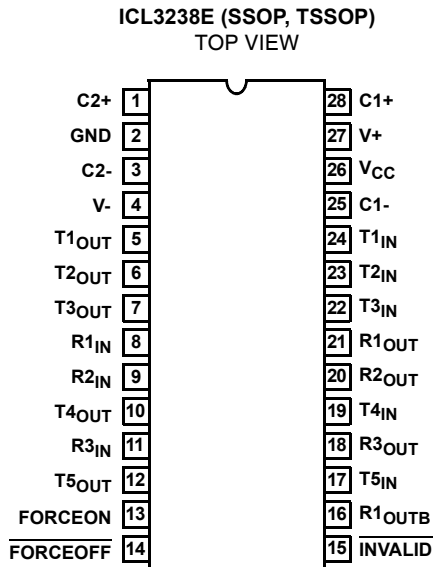 ICL3238E (SSOP, TSSOP)
TOP VIEW
C2+ 1 28 C1+
GND 2 27 V+
C2- 3 26 VCC
V- 4 25 C1-
T1OUT 5 24 T1IN
T2OUT 6 23 T2IN
T3OUT 7 22 T3IN
R1IN 8 21 R1OUT
R2IN 9 20 R2OUT
T4OUT 10 19 T4IN
R3IN 11 18 R3OUT
T5OUT 12 17 T5IN
FORCEON 13 16 R1OUTB
FORCEOFF 14 15 INVALID